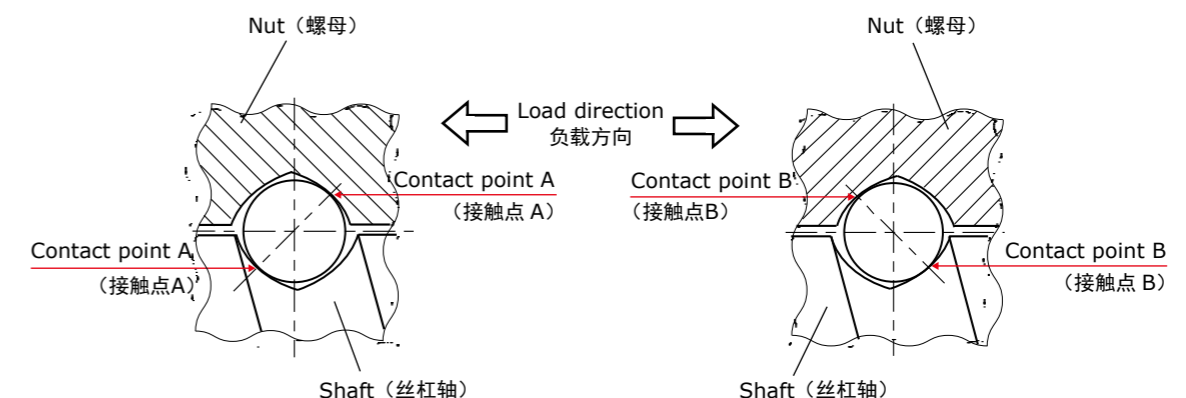 Nut（螺母）
Nut（螺母）
Load direction
负载方向
Contact point A
（接触点 A）
Contact point B
（接触点B）
Contact point A
（接触点A）
Contact point B
（接触点 B）
Shaft（丝杠轴）
Shaft（丝杠轴）